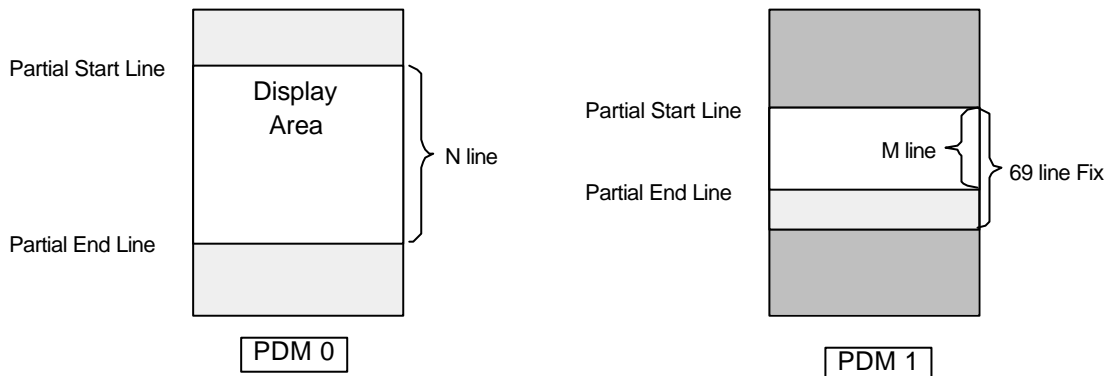 Partial Start Line
Display
Area
N line
Partial End Line
PDM 0
Partial Start Line
M line
69 line Fix
Partial End Line
PDM 1